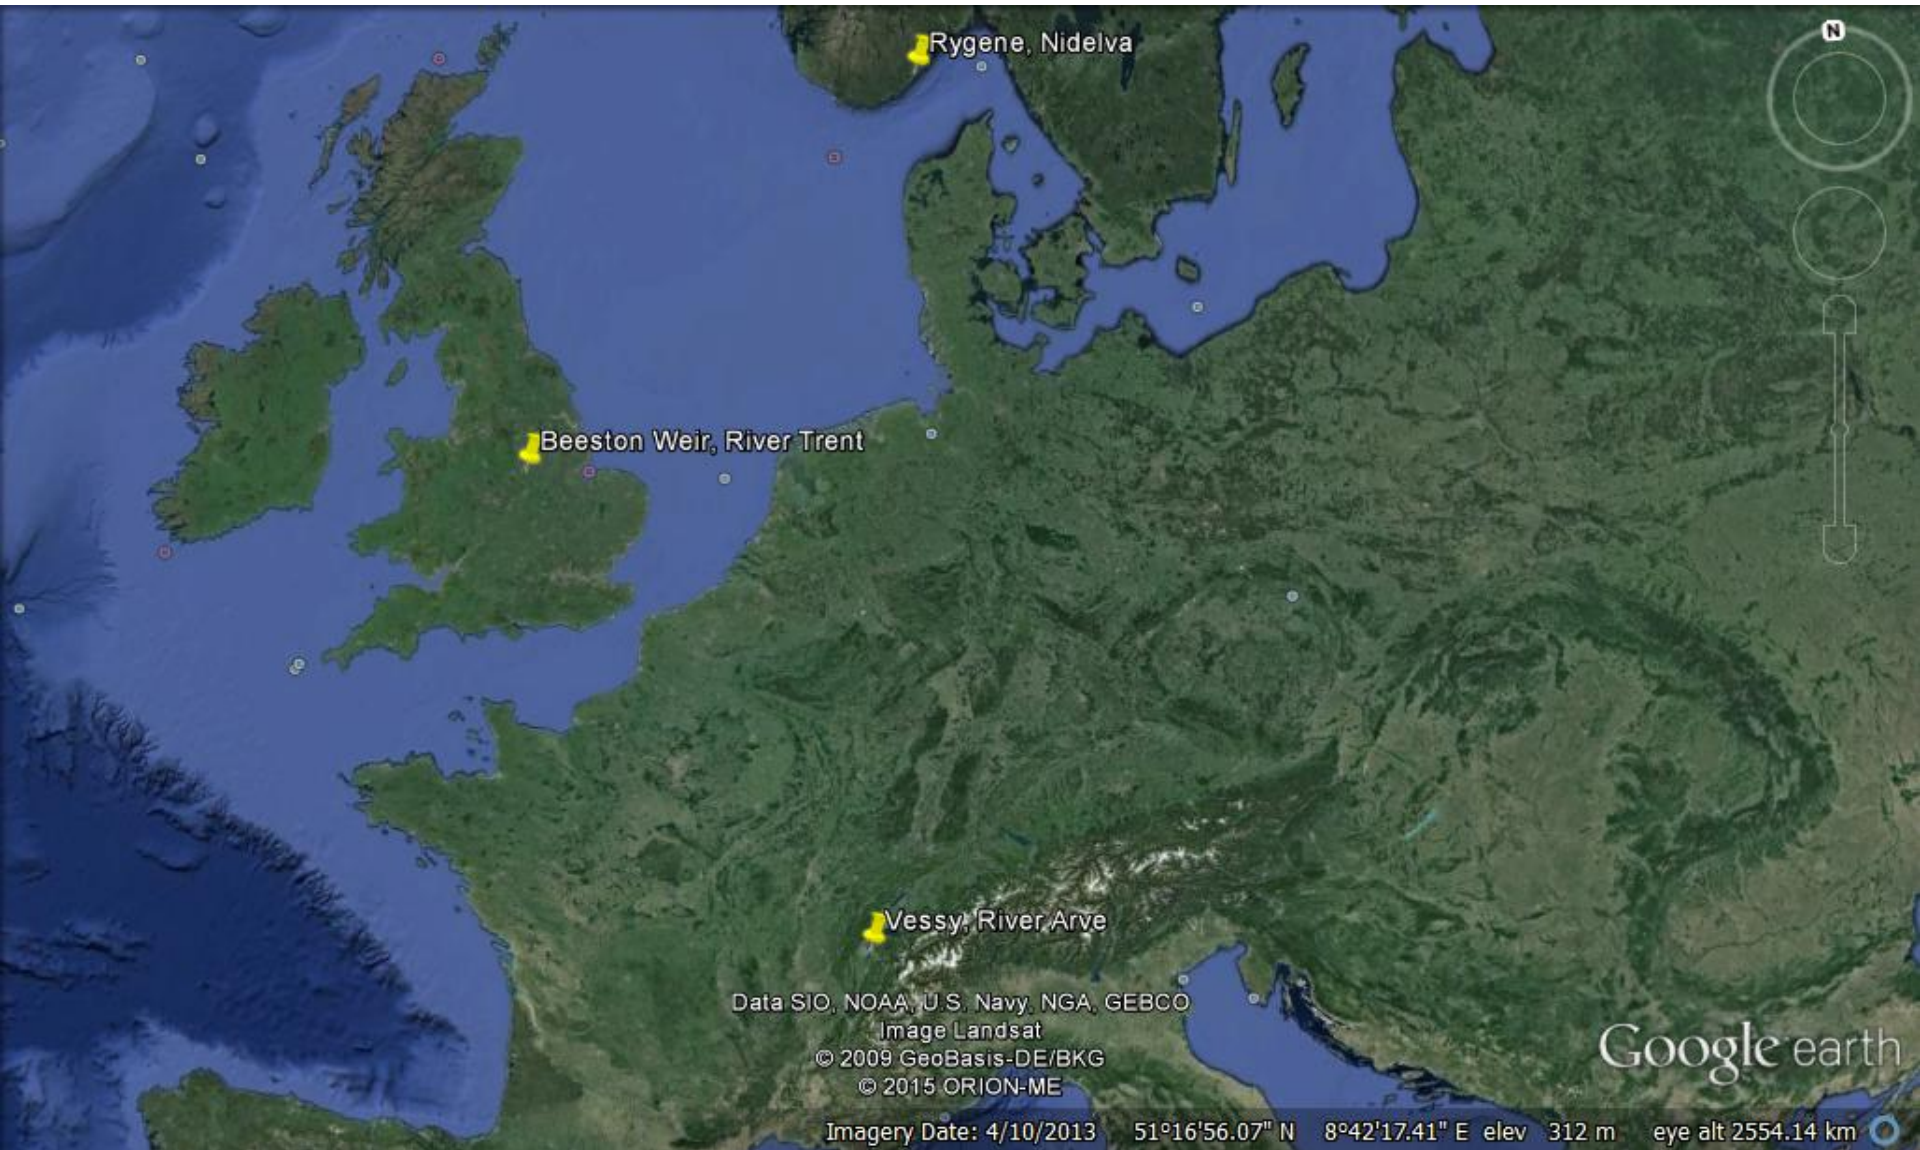 N
Rygene, Nidelva
Beeston Weir, River Trent
Vessy, River Arve
Data SIO, NOAA, U.S. Navy, NGA, GEBCO
Image Landsat
© 2009 GeoBasis-DE/BKG
© 2015 ORION-ME
Google earth
Imagery Date: 4/10/2013 51°16'56.07" N 8°42'17.41" E elev 312 m eye alt 2554.14 km